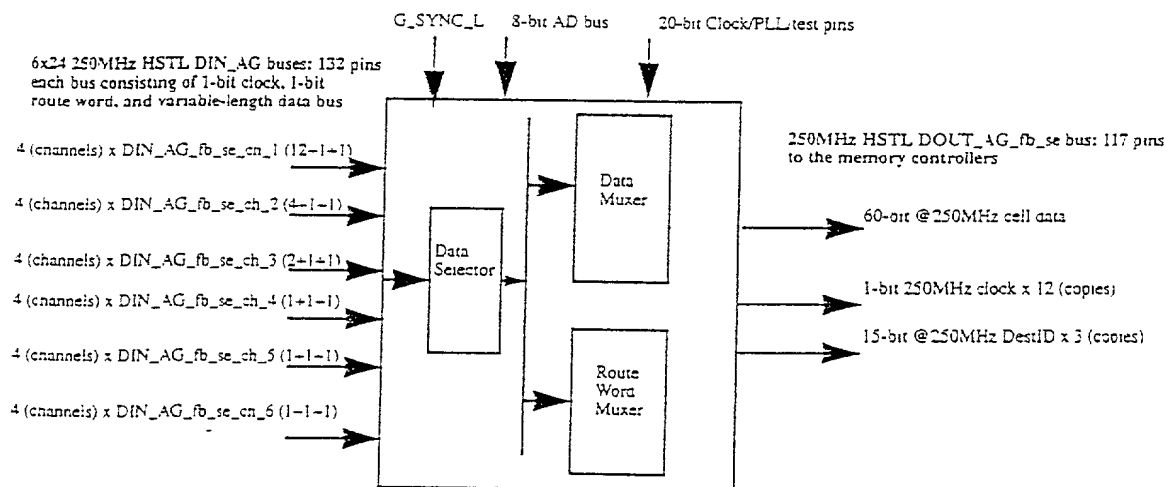 G_SYNC_L
8-bit AD bus
20-bit Clock/PLL/test pins
6x24 250MHz HSTL DIN_AG buses: 132 pins
each bus consisting of 1-bit clock, 1-bit
route word, and variable-length data bus
4 (channels) x DIN_AG_fb_se_cn_1 (12-1+1)
4 (channels) x DIN_AG_fb_se_ch_2 (4-1-1)
4 (channels) x DIN_AG_fb_se_ch_3 (2+1+1)
4 (channels) x DIN_AG_fb_se_ch_4 (1+1-1)
4 (channels) x DIN_AG_fb_se_ch_5 (1-1-1)
4 (channels) x DIN_AG_fb_se_cn_6 (1-1-1)
Data
Selector
Data
Muxer
Route
Word
Muxer
250MHz HSTL DOUT_AG_fb_se bus: 117 pins
to the memory controllers
60-bit @250MHz cell data
1-bit 250MHz clock x 12 (copies)
15-bit @250MHz DestID x 3 (copies)